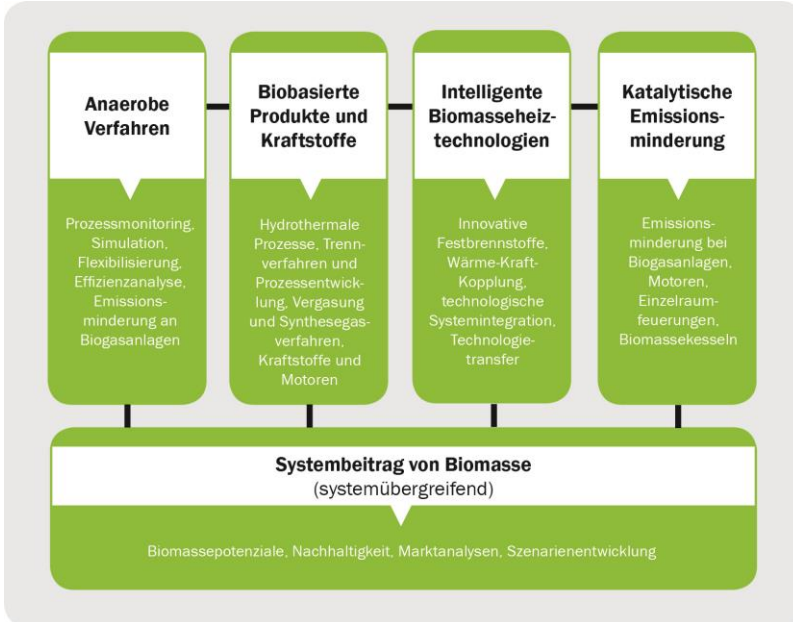 Anaerobe
Verfahren
Prozessmonitoring,
Simulation,
Flexibilisierung,
Effizienzanalyse,
Emissions-
minderung an
Biogasanlagen
Biobasierte
Produkte und
Kraftstoffe
Hydrothermale
Prozesse, Trenn-
verfahren und
Prozessentwick-
lung, Vergasung
und Synthesegas-
verfahren,
Kraftstoffe und
Motoren
Intelligente
Biomasseheiz-
technologien
Innovative
Festbrennstoffe,
Wärme-Kraft-
Kopplung,
technologische
Systemintegration,
Technologie-
transfer
Katalytische
Emissions-
minderung
Emissions-
minderung bei
Biogasanlagen,
Motoren,
Einzelraum-
feuerungen,
Biomassekesseln
Systembeitrag von Biomasse
(systemübergreifend)
Biomassepotenziale, Nachhaltigkeit, Marktanalysen, Szenarienentwicklung